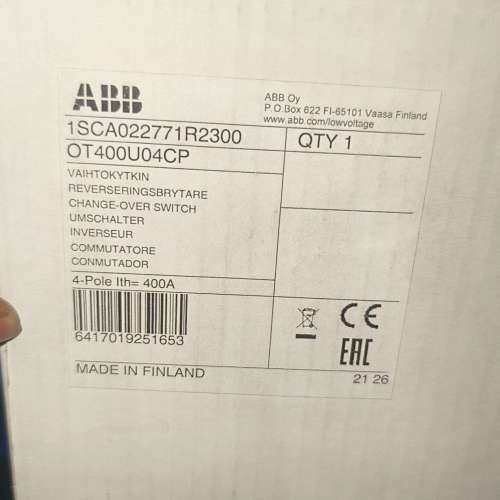 ABB
ABB Oy
P.O.Box 622 FI-65101 Vaasa Finland
www.abb.com/lowvoltage
1SCA022771R2300
QTY 1
OT400U04CP
VAIHTOKYTKIN
REVERSERINGSBRYTARE
CHANGE-OVER SWITCH
UMSCHALTER
INVERSEUR
COMMUTATORE
CONMUTADOR
4-Pole Ith= 400A
6417019251653
CE
EAC
MADE IN FINLAND
21 26